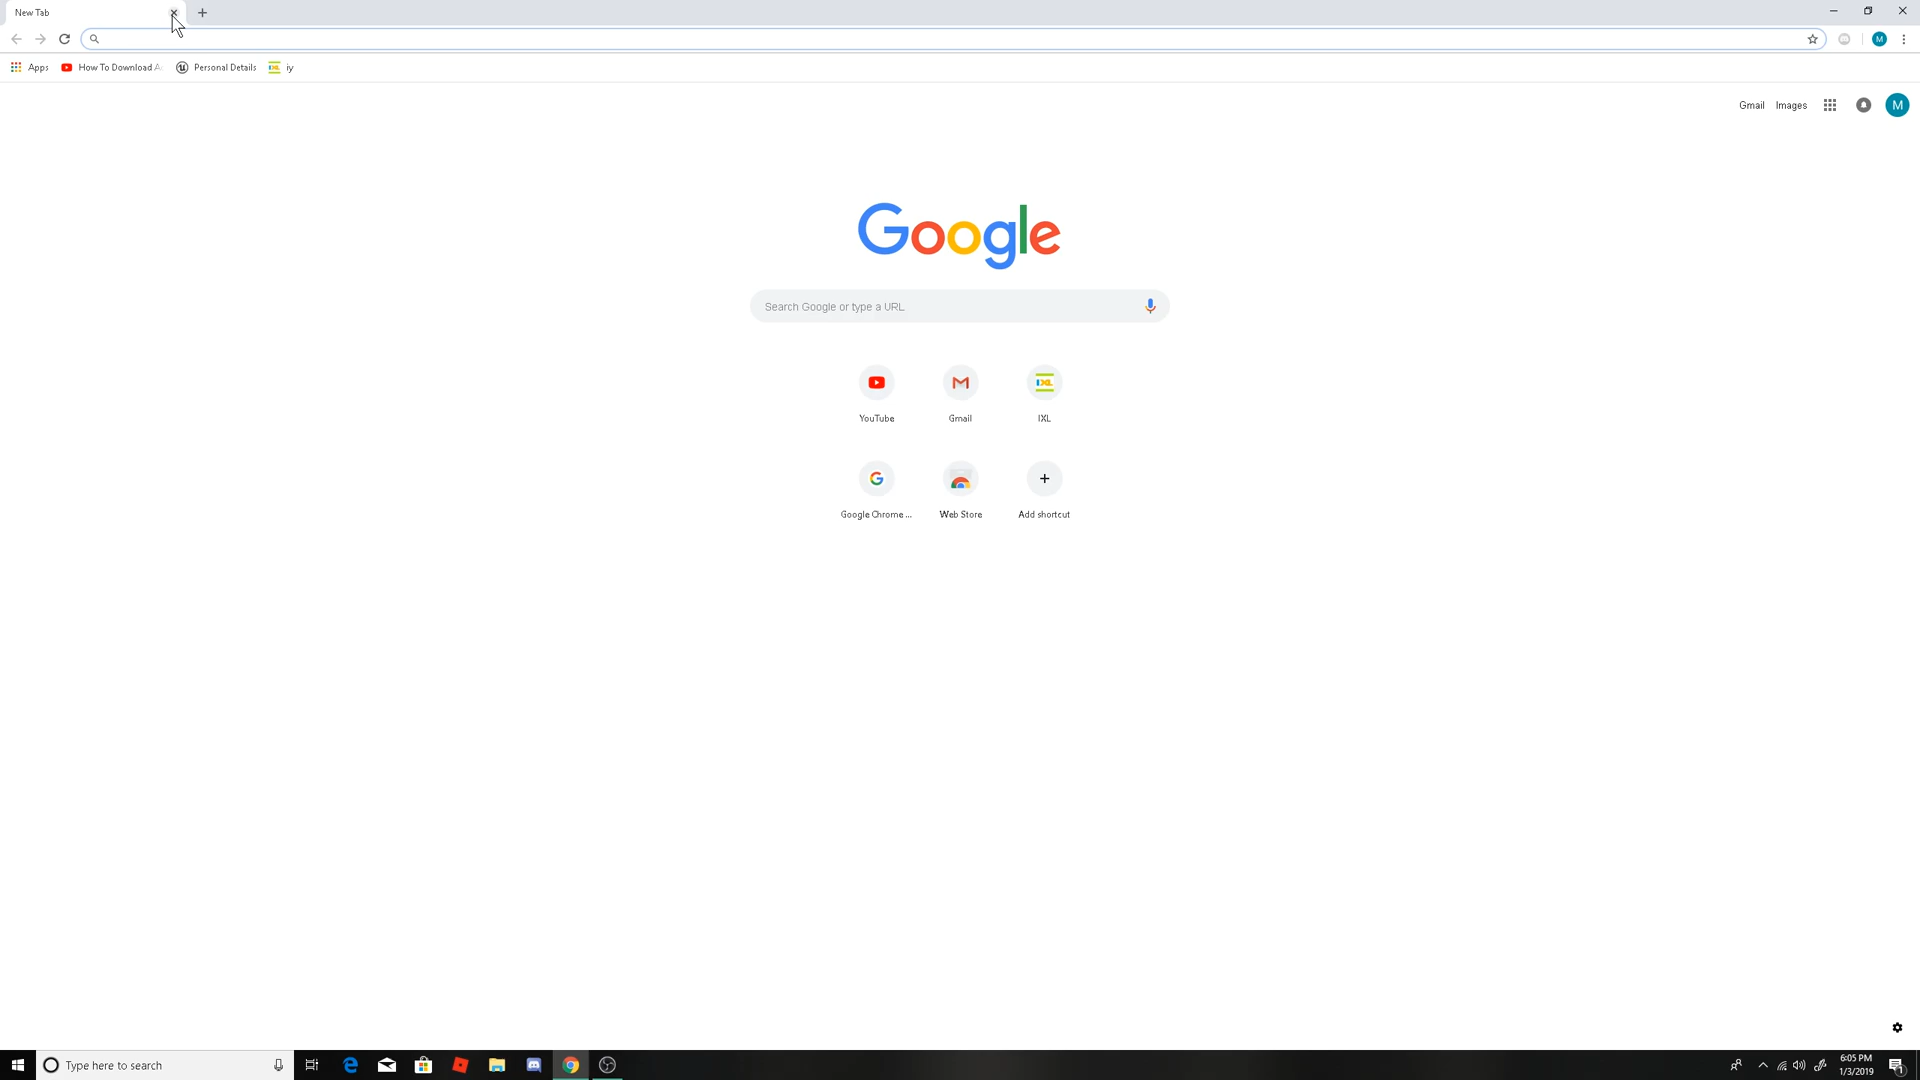 New Tab
Apps How To Download A Personal Details iy
Gmail Images M
Google
Search Google or type a URL
YouTube Gmail IXL
Google Chrome ... Web Store Add shortcut
Type here to search
6:05 PM
1/3/2019